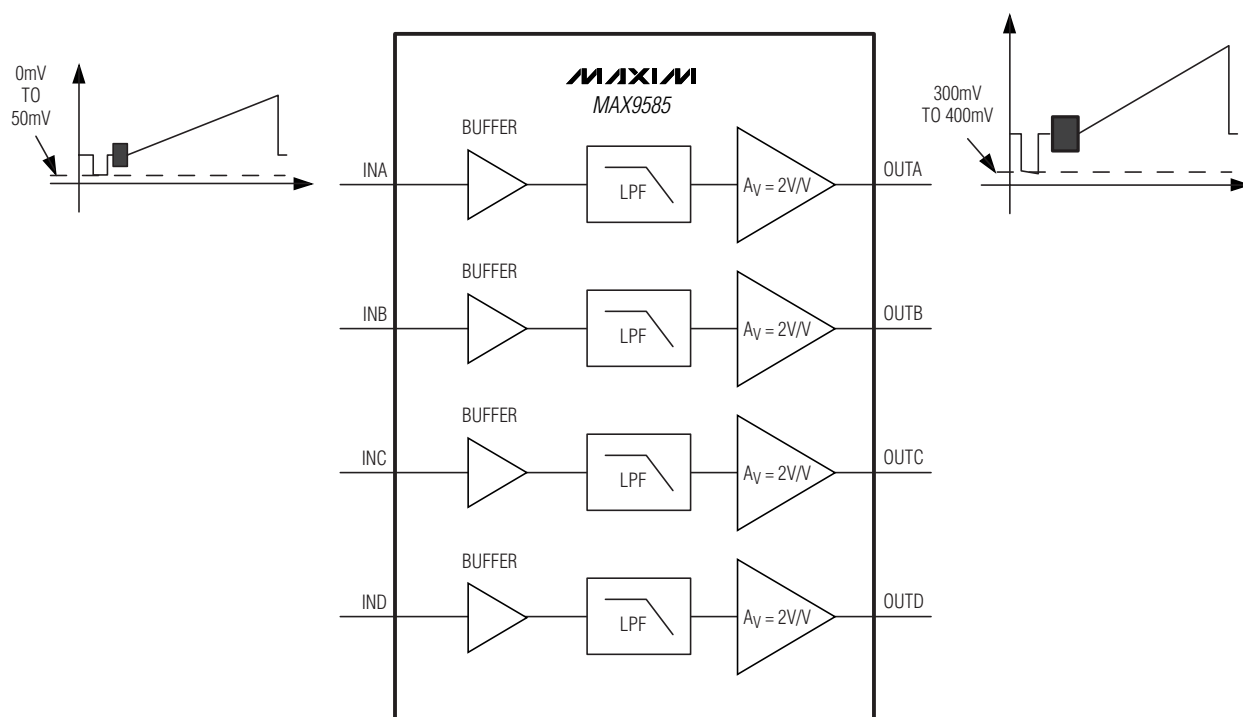 0mV
TO
50mV
300mV
TO 400mV
MAXIM
MAX9585
BUFFER
INA
LPF
AV = 2V/V
OUTA
BUFFER
INB
LPF
AV = 2V/V
OUTB
BUFFER
INC
LPF
AV = 2V/V
OUTC
BUFFER
IND
LPF
AV = 2V/V
OUTD